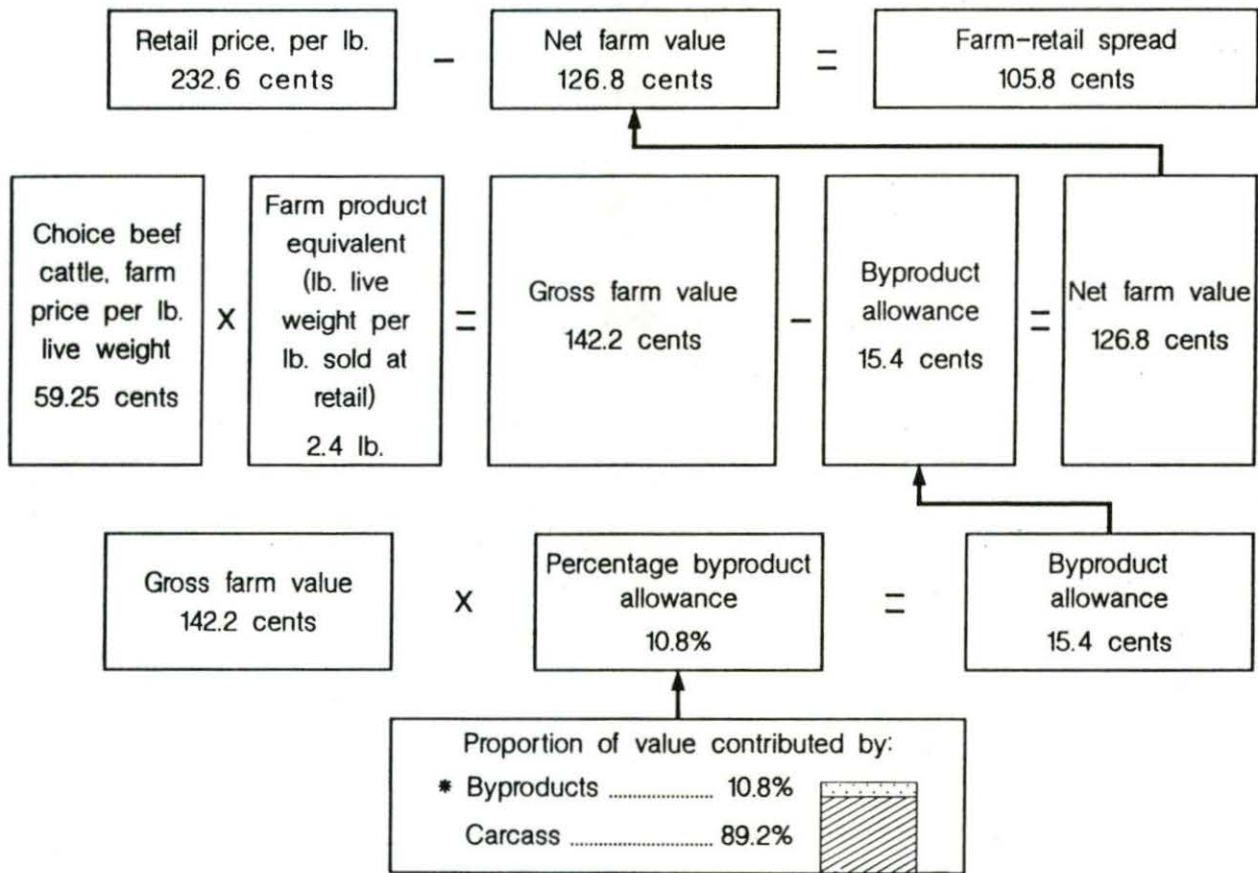 Retail price, per lb.
232.6 cents
-
Net farm value
126.8 cents
=
Farm-retail spread
105.8 cents
Choice beef
cattle, farm
price per lb.
live weight
59.25 cents
x
Farm product
equivalent
(lb. live
weight per
lb. sold at
retail)
2.4 lb.
=
Gross farm value
142.2 cents
-
Byproduct
allowance
15.4 cents
=
Net farm value
126.8 cents
Gross farm value
142.2 cents
x
Percentage byproduct
allowance
10.8%
=
Byproduct
allowance
15.4 cents
Proportion of value contributed by:
* Byproducts ...................... 10.8%
Carcass ........................... 89.2%